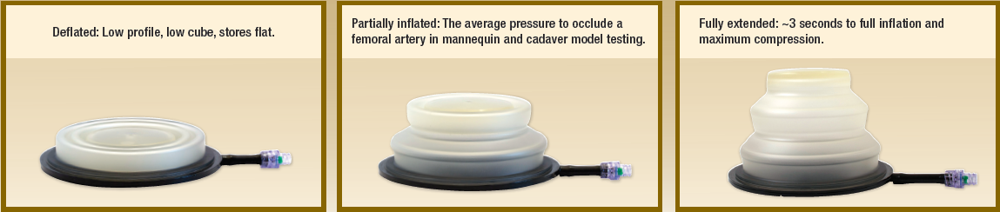 Deflated: Low profile, low cube, stores flat.
Partially inflated: The average pressure to occlude a
femoral artery in mannequin and cadaver model testing.
Fully extended: ~3 seconds to full inflation and
maximum compression.